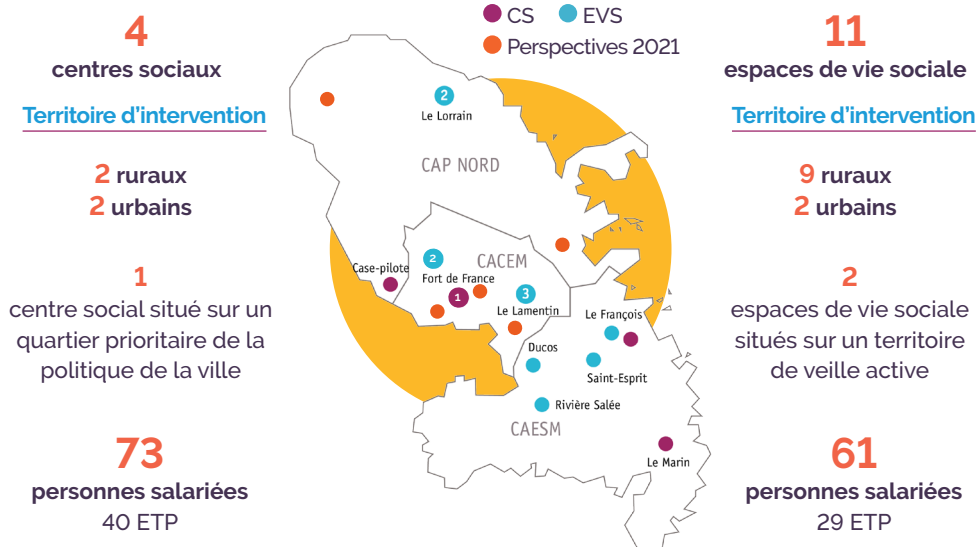 4
centres sociaux
Territoire d'intervention
2 ruraux
2 urbains
1
centre social situé sur un
quartier prioritaire de la
politique de la ville
73
personnes salariées
40 ETP
CS
EVS
Perspectives 2021
2
Le Lorrain
CAP NORD
2
CACEM
Case-pilote
Fort de France
1
3
Le Lamentin
Le François
Ducos
Saint-Esprit
Rivière Salée
CAESM
Le Marin
11
espaces de vie sociale
Territoire d'intervention
9 ruraux
2 urbains
2
espaces de vie sociale
situés sur un territoire
de veille active
61
personnes salariées
29 ETP